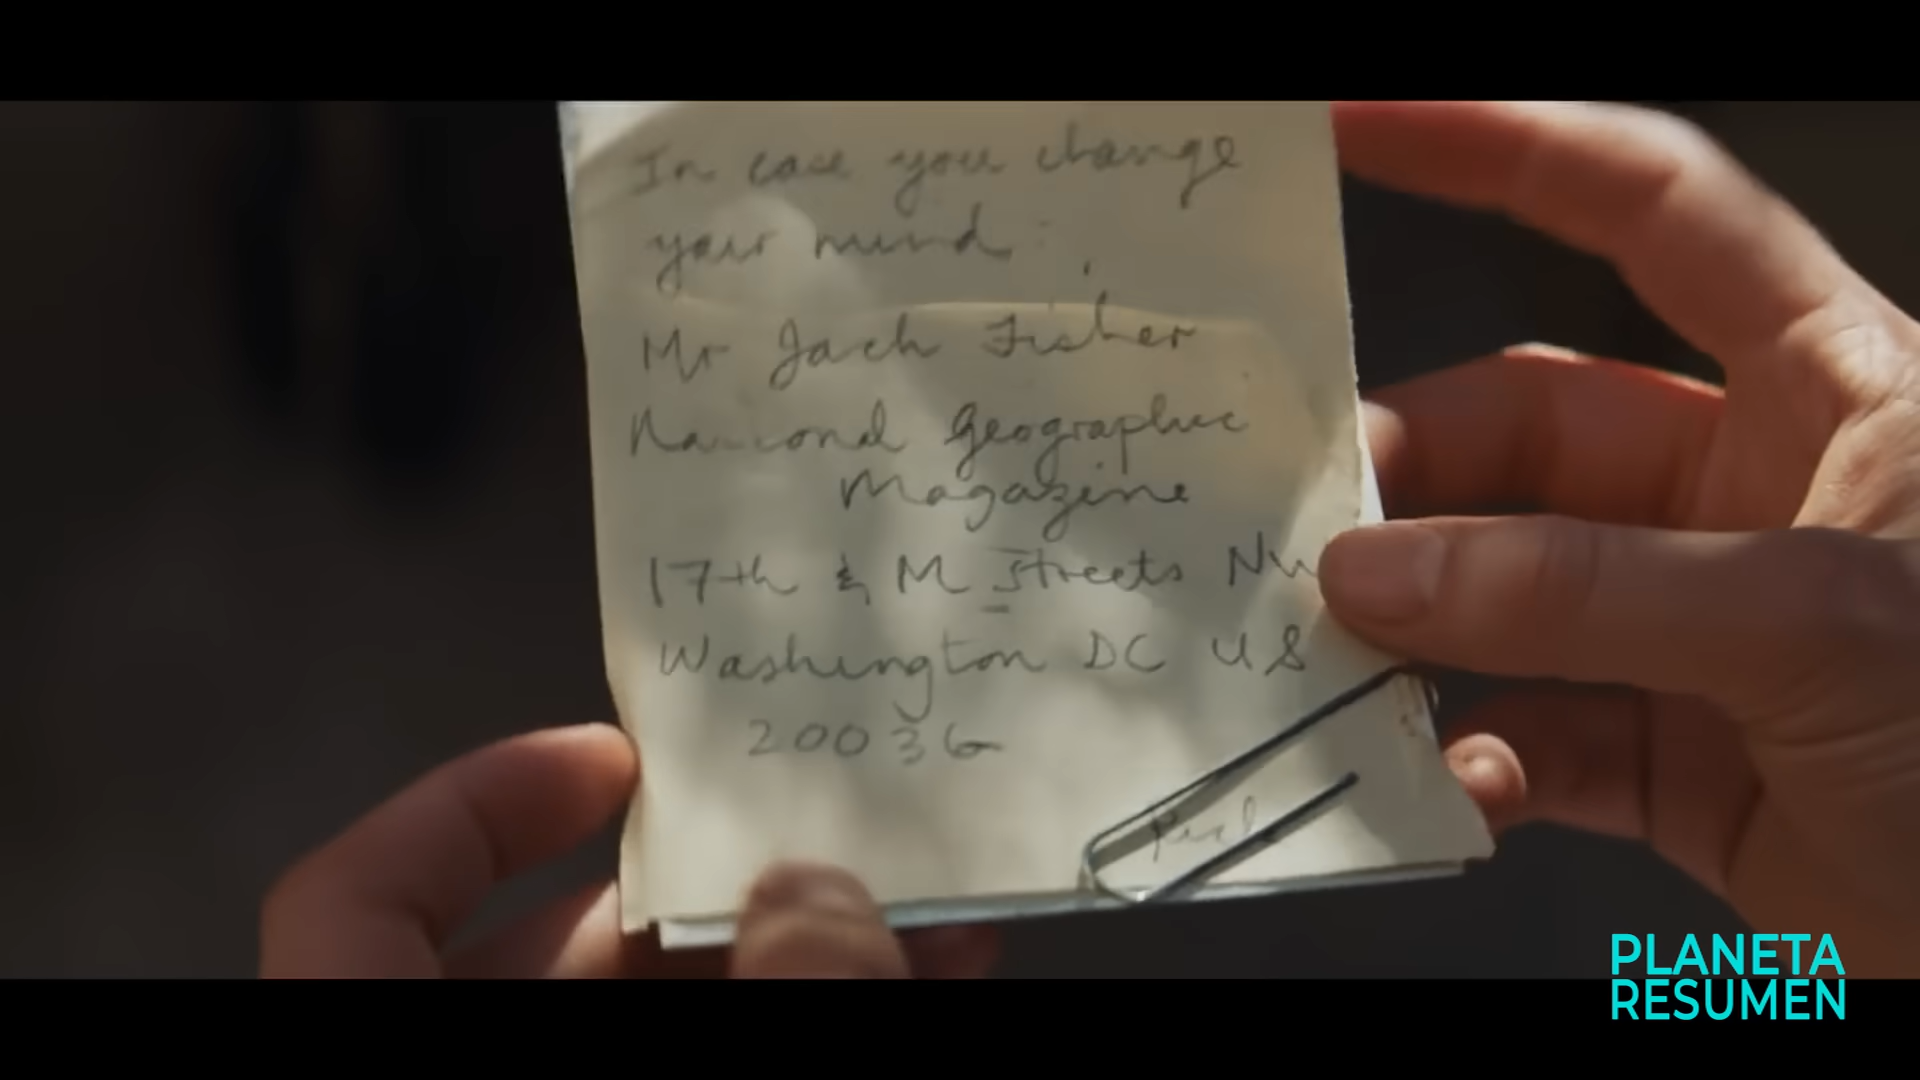 In case you change
your mind:
Mr Jack Fisher
National Geographic
Magazine
17th & M Streets NW
Washington DC US
20036
PLANETA
RESUMEN